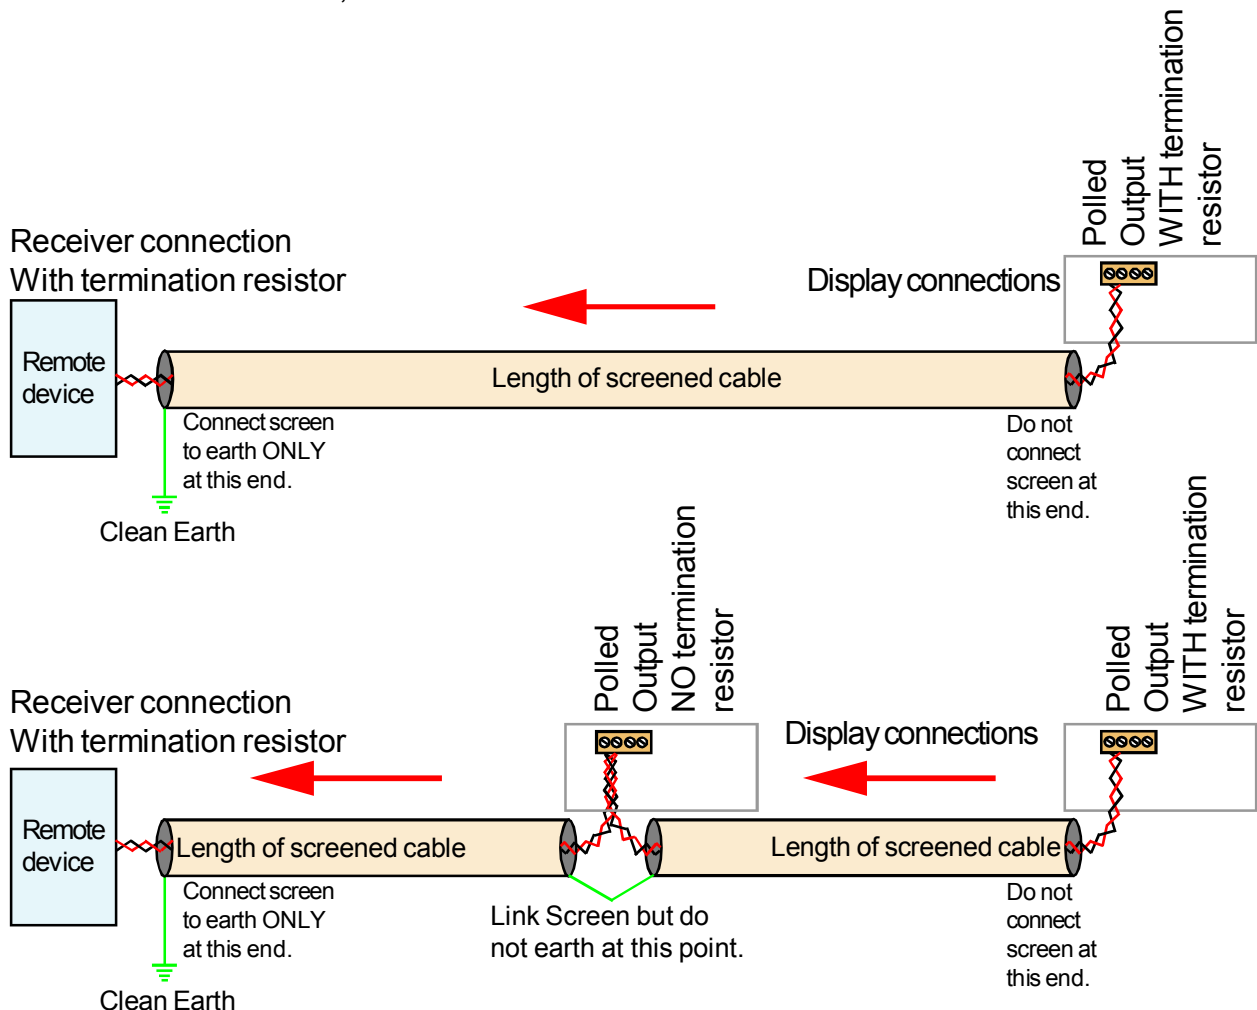 Polled
Output
WITH termination
resistor
Receiver connection
With termination resistor
Display connections
Remote
device
Length of screened cable
Connect screen
to earth ONLY
at this end.
Do not
connect
screen at
this end.
Clean Earth
Polled
Output
NO termination
resistor
Polled
Output
WITH termination
resistor
Receiver connection
With termination resistor
Display connections
Remote
device
Length of screened cable
Length of screened cable
Connect screen
to earth ONLY
at this end.
Link Screen but do
not earth at this point.
Do not
connect
screen at
this end.
Clean Earth